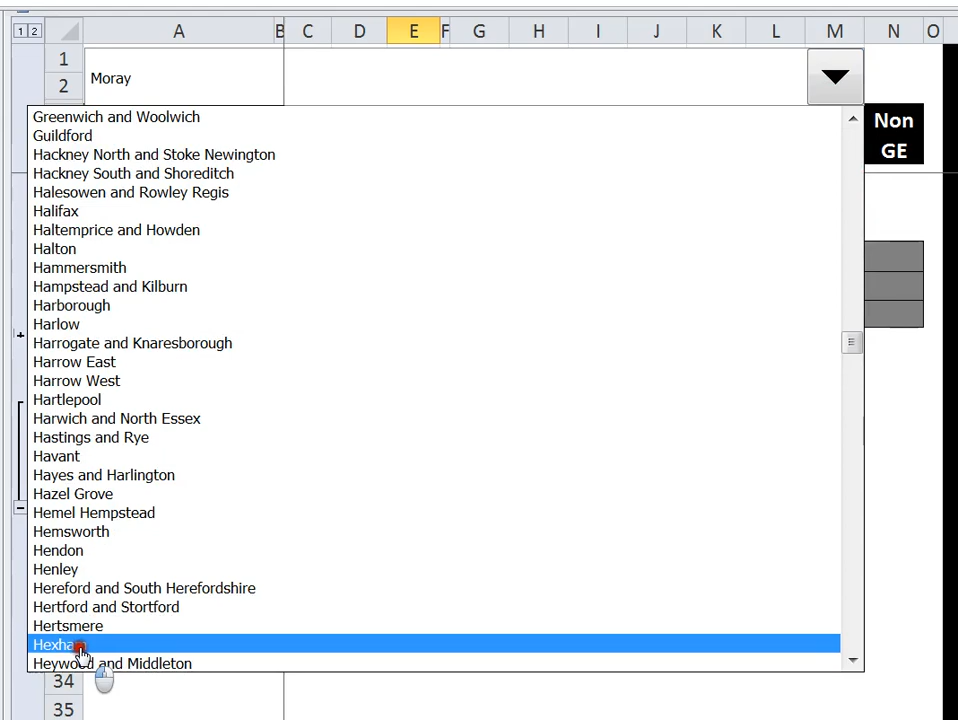 1 2 A B C D E F G H I J K L M N O
1
2 Moray
Non
GE
Greenwich and Woolwich
Guildford
Hackney North and Stoke Newington
Hackney South and Shoreditch
Halesowen and Rowley Regis
Halifax
Haltemprice and Howden
Halton
Hammersmith
Hampstead and Kilburn
Harborough
Harlow
Harrogate and Knaresborough
Harrow East
Harrow West
Hartlepool
Harwich and North Essex
Hastings and Rye
Havant
Hayes and Harlington
Hazel Grove
Hemel Hempstead
Hemsworth
Hendon
Henley
Hereford and South Herefordshire
Hertford and Stortford
Hertsmere
Hexham
Heywood and Middleton
34
35